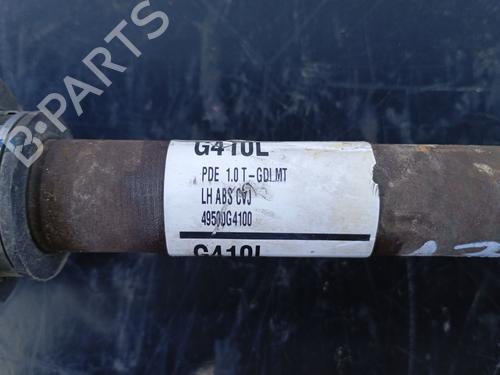 B-PARTS
G410L
PDE 1.0 T-GDI.MT
LH ABS CVJ
49500G4100
G410L